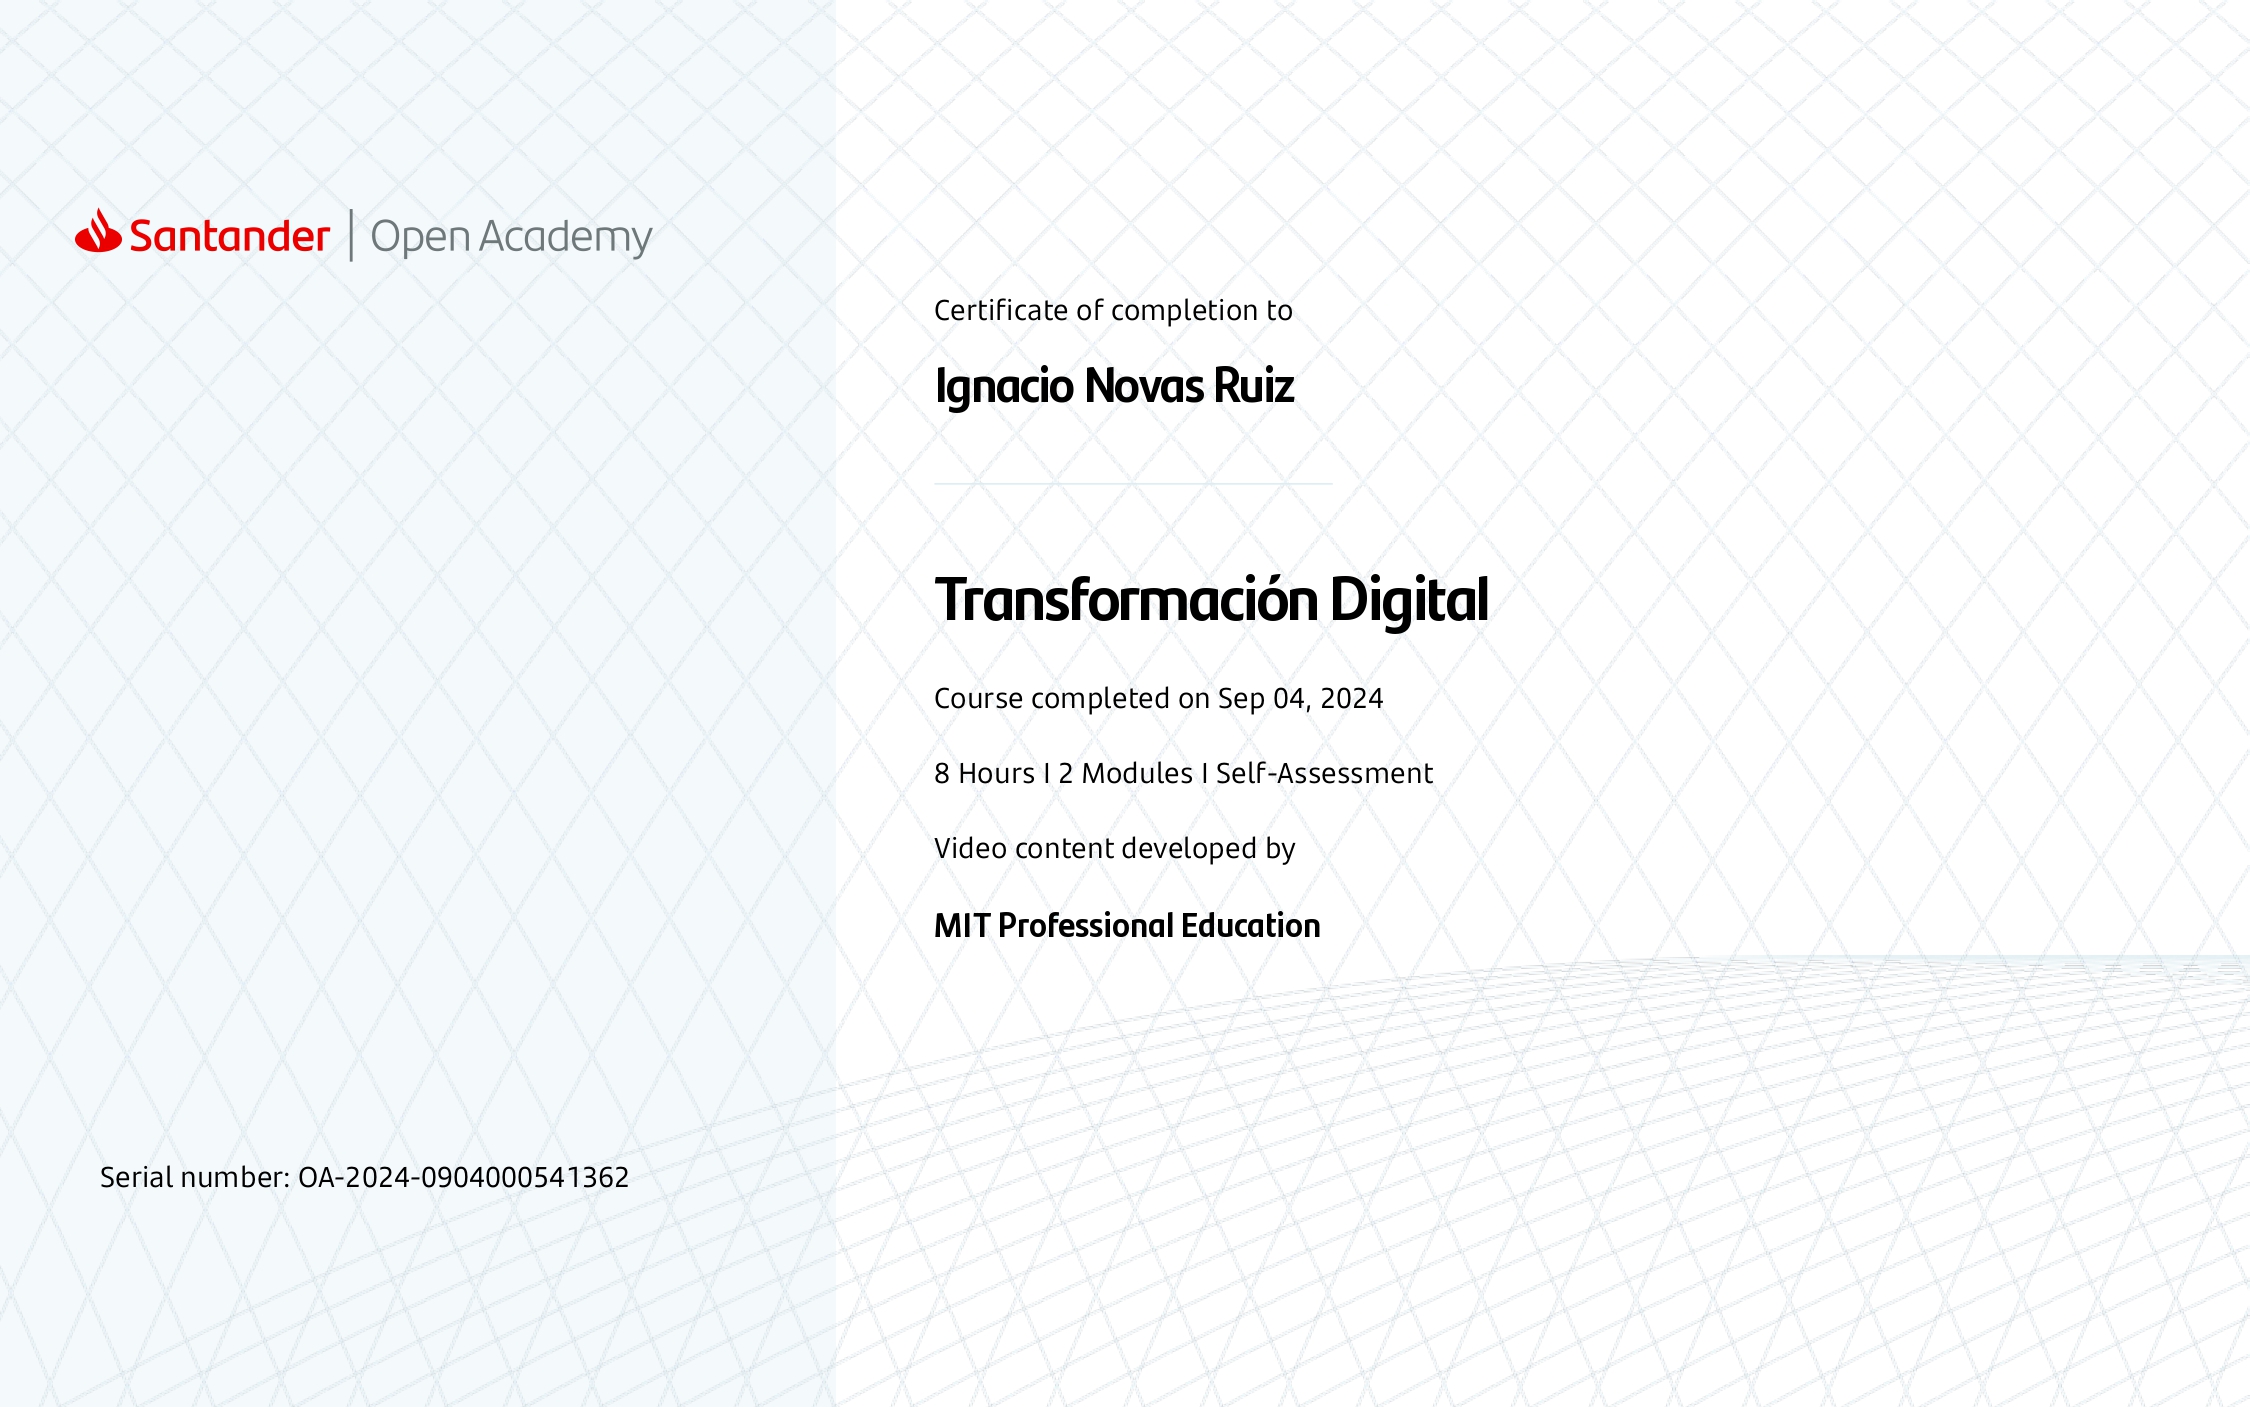 Santander | Open Academy
Certificate of completion to
Ignacio Novas Ruiz
Transformación Digital
Course completed on Sep 04, 2024
8 Hours I 2 Modules I Self-Assessment
Video content developed by
MIT Professional Education
Serial number: OA-2024-0904000541362